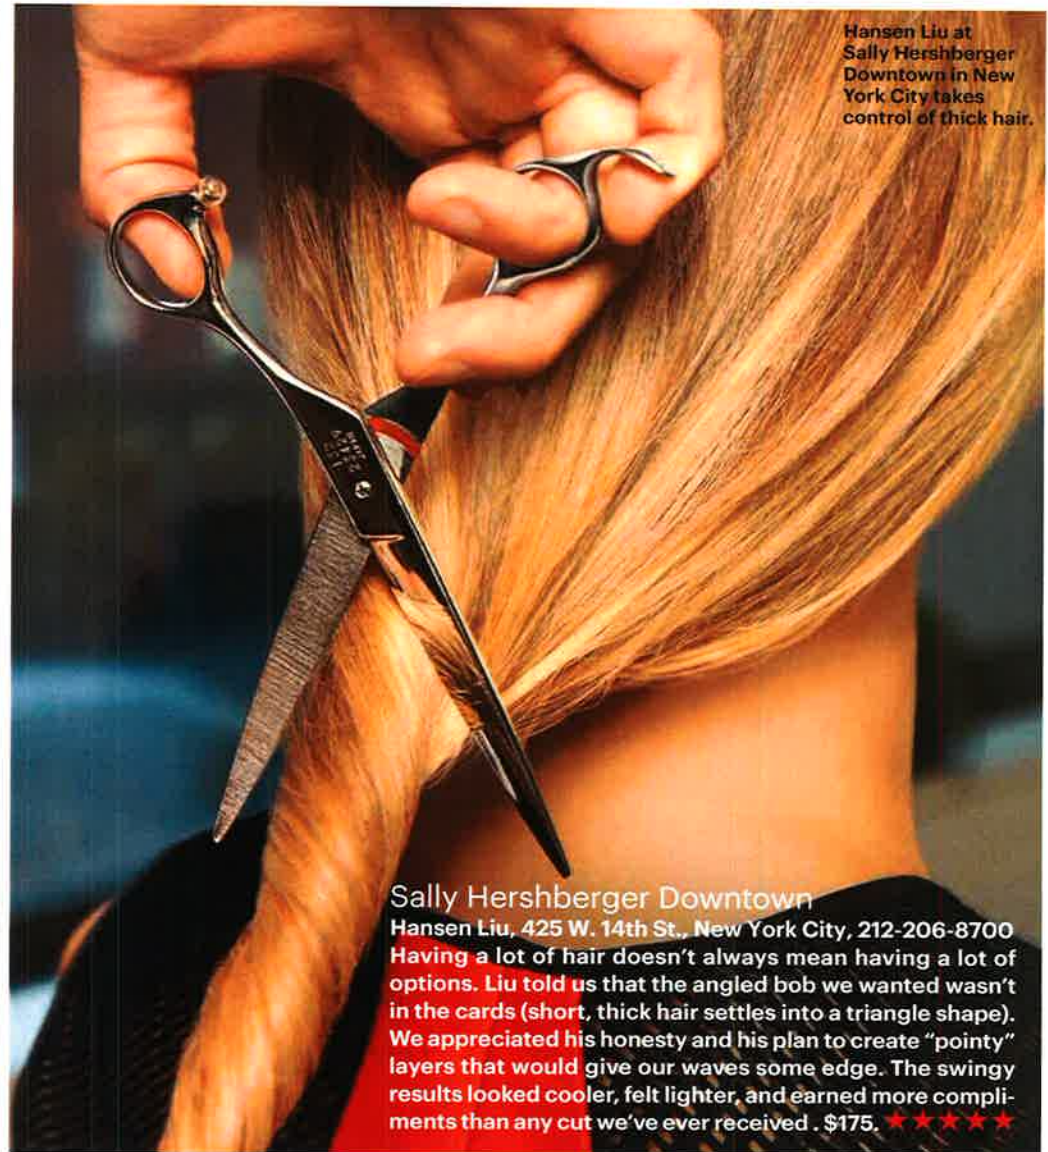 Hansen Liu at
Sally Hershberger
Downtown in New
York City takes
control of thick hair.
Sally Hershberger Downtown
Hansen Liu, 425 W. 14th St., New York City, 212-206-8700
Having a lot of hair doesn’t always mean having a lot of
options. Liu told us that the angled bob we wanted wasn’t
in the cards (short, thick hair settles into a triangle shape).
We appreciated his honesty and his plan to create “pointy”
layers that would give our waves some edge. The swingy
results looked cooler, felt lighter, and earned more compli-
ments than any cut we’ve ever received . $175. ★★★★★